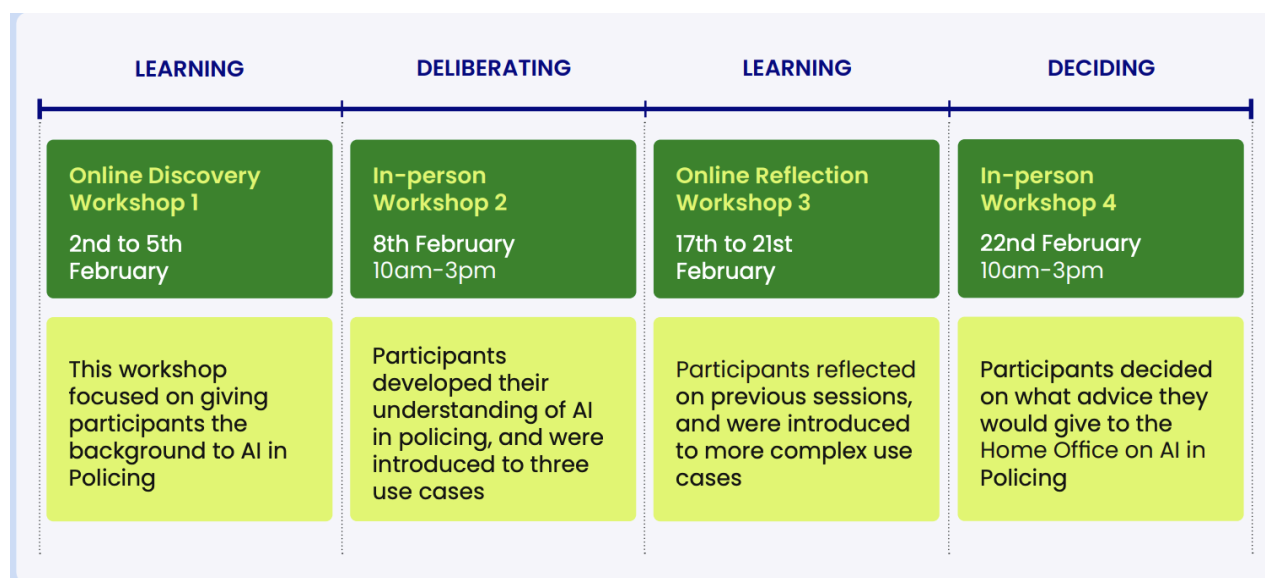 LEARNING
DELIBERATING
LEARNING
DECIDING
Online Discovery
Workshop 1
2nd to 5th
February
In-person
Workshop 2
8th February
10am-3pm
Online Reflection
Workshop 3
17th to 21st
February
In-person
Workshop 4
22nd February
10am-3pm
This workshop
focused on giving
participants the
background to AI in
Policing
Participants
developed their
understanding of AI
in policing, and were
introduced to three
use cases
Participants reflected
on previous sessions,
and were introduced
to more complex use
cases
Participants decided
on what advice they
would give to the
Home Office on AI in
Policing